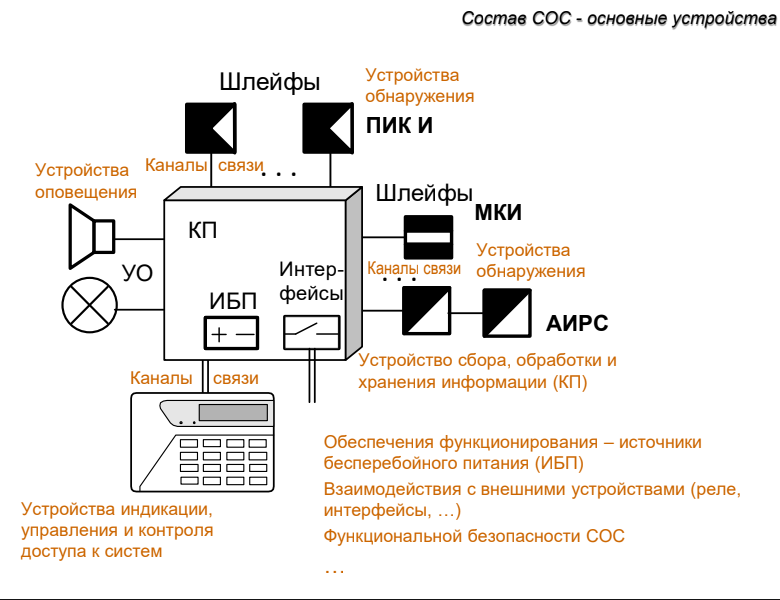 Состав СОС - основные устройства
Шлейфы
Устройства
обнаружения
ПИК И
Каналы связи
. . .
Устройства
оповещения
Шлейфы
МКИ
КП
Каналы связи
. . .
Устройства
обнаружения
УО
Интер-
фейсы
ИБП
АИРС
Устройство сбора, обработки и
хранения информации (КП)
Каналы связи
Обеспечения функционирования – источники
бесперебойного питания (ИБП)
Взаимодействия с внешними устройствами (реле,
интерфейсы, …)
Функциональной безопасности СОС
…
Устройства индикации,
управления и контроля
доступа к систем